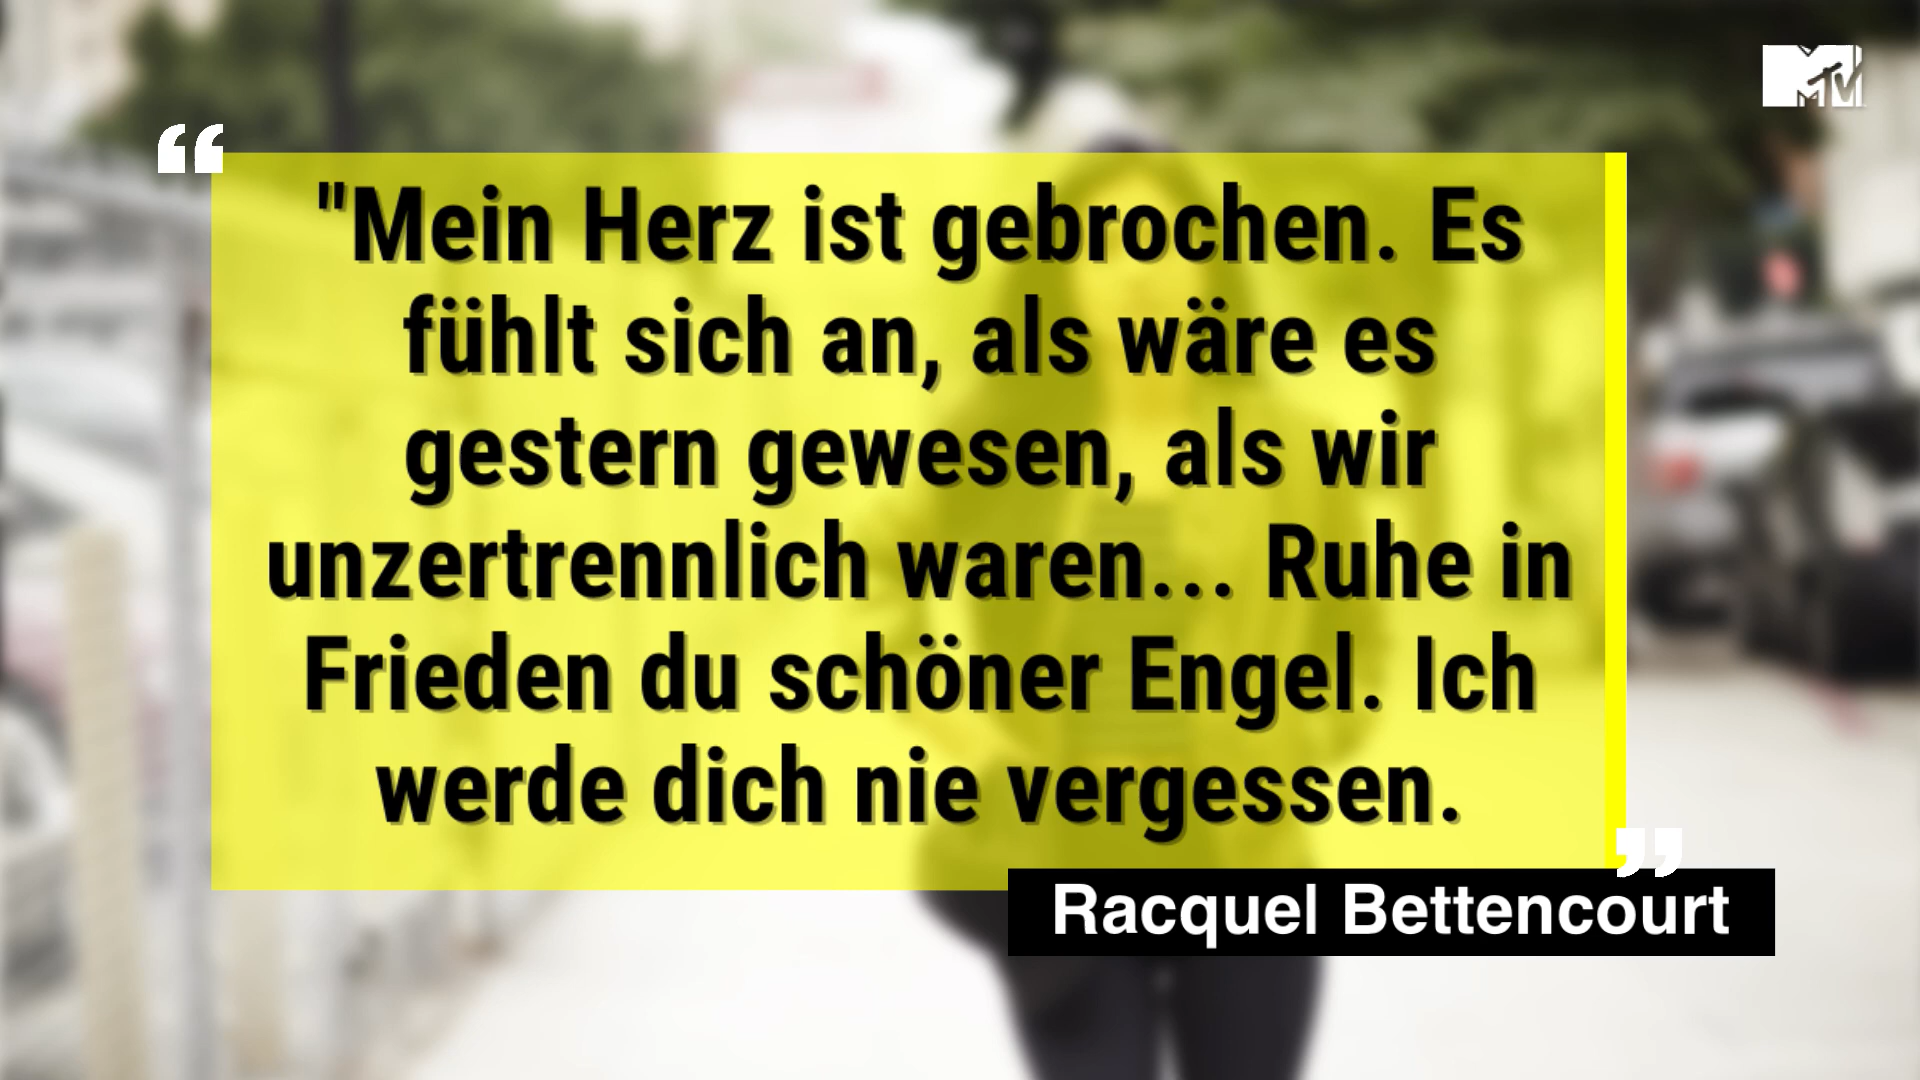 MTV
"Mein Herz ist gebrochen. Es
fühlt sich an, als wäre es
gestern gewesen, als wir
unzertrennlich waren... Ruhe in
Frieden du schöner Engel. Ich
werde dich nie vergessen.
Racquel Bettencourt